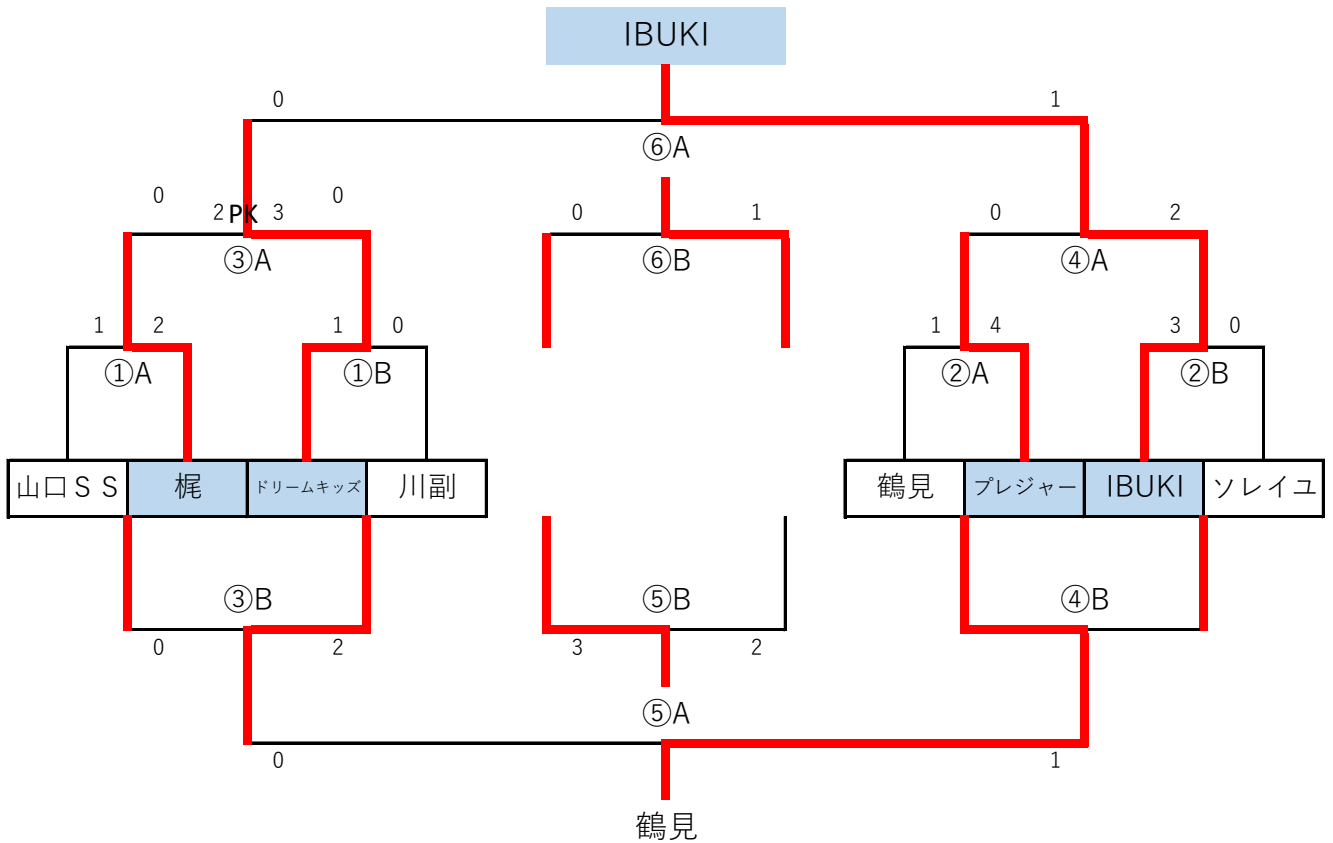 IBUKI
0 1
⑥A
0 0
2 PK 3 0 1 0 2
③A ⑥B ④A
1 2 1 0 1 4 3 0
①A ①B ②A ②B
山口ＳＳ 梶 ドリームキッズ 川副 鶴見 プレジャー IBUKI ソレイユ
③B ⑤B ④B
0 2 3 2
⑤A
0 1
鶴見